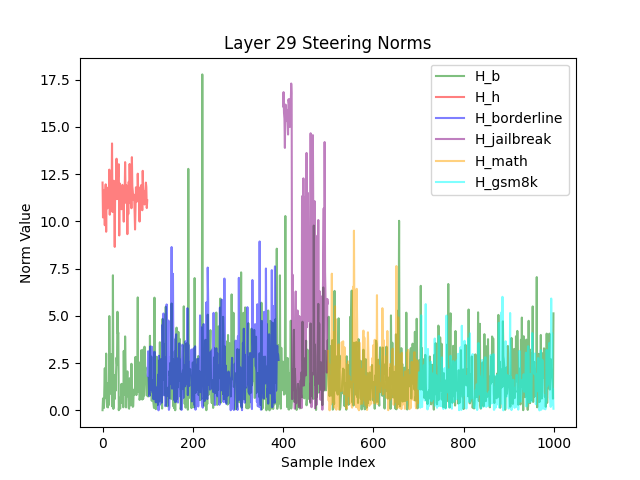 Layer 29 Steering Norms
17.5
15.0
12.5
10.0
7.5
5.0
2.5
0.0
Norm Value
H_b
H_h
H_borderline
H_jailbreak
H_math
H_gsm8k
0 200 400 600 800 1000
Sample Index